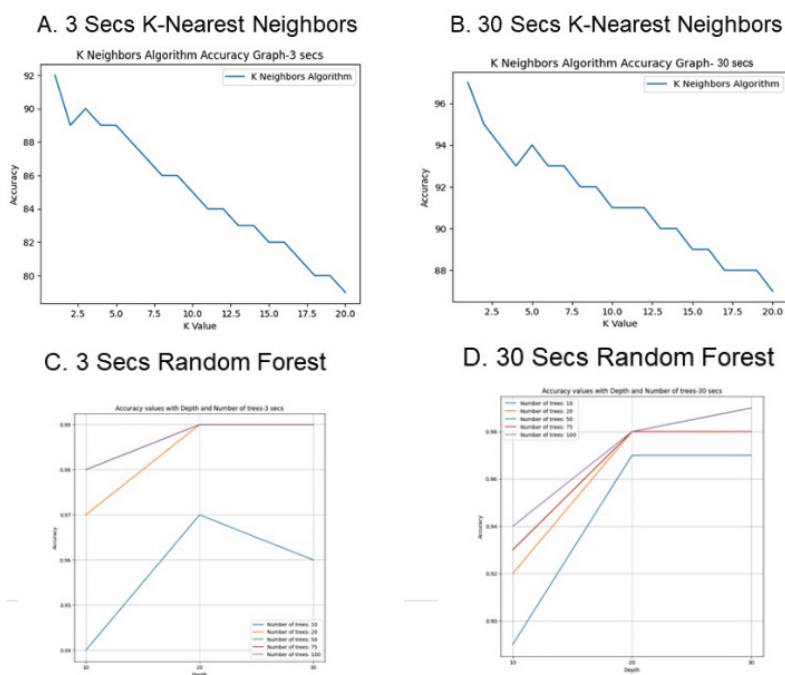 A. 3 Secs K-Nearest Neighbors
K Neighbors Algorithm Accuracy Graph-3 secs
K Neighbors Algorithm
92
90
88
86
84
82
80
Accuracy
2.5 5.0 7.5 10.0 12.5 15.0 17.5 20.0
K Value
B. 30 Secs K-Nearest Neighbors
K Neighbors Algorithm Accuracy Graph- 30 secs
K Neighbors Algorithm
96
94
92
90
88
Accuracy
2.5 5.0 7.5 10.0 12.5 15.0 17.5 20.0
K Value
C. 3 Secs Random Forest
Accuracy values with Depth and Number of trees-3 secs
0.99
0.98
0.97
0.96
0.95
0.94
Accuracy
Number of trees: 10
Number of trees: 20
Number of trees: 50
Number of trees: 75
Number of trees: 100
10 20 30
Depth
D. 30 Secs Random Forest
Accuracy values with Depth and Number of trees-30 secs
Number of trees: 10
Number of trees: 20
Number of trees: 50
Number of trees: 75
Number of trees: 100
0.98
0.96
0.94
0.92
0.90
Accuracy
10 20 30
Depth